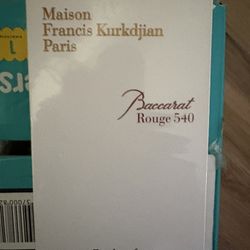 Maison
Francis Kurkdjian
Paris
Baccarat
Rouge 540